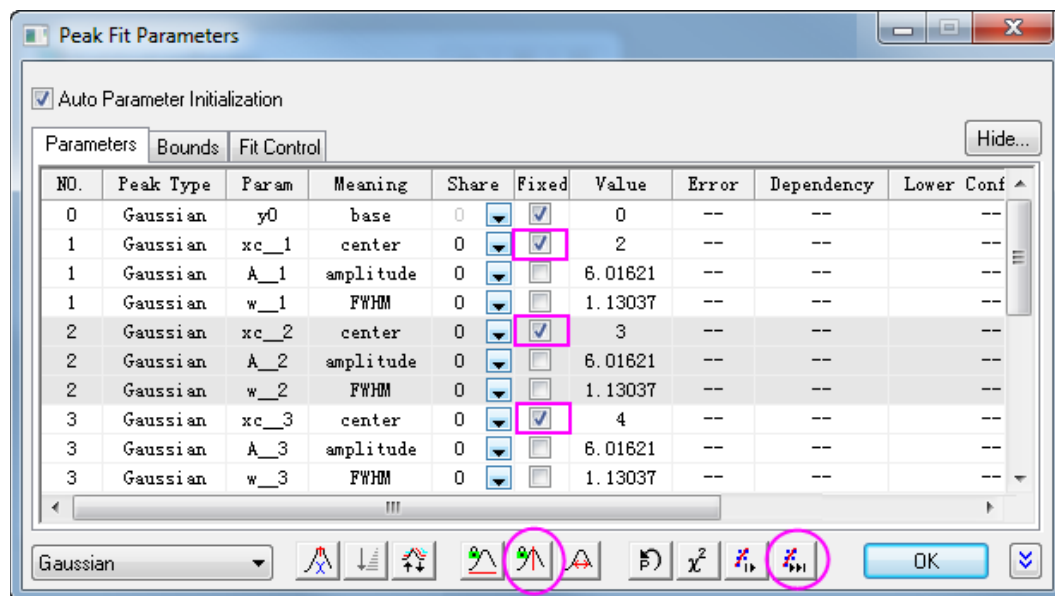 Peak Fit Parameters
Auto Parameter Initialization
Parameters Bounds Fit Control Hide...
NO. Peak Type Param Meaning Share Fixed Value Error Dependency Lower Conf
0 Gaussian y0 base 0 0 -- -- --
1 Gaussian xc__1 center 0 2 -- -- --
1 Gaussian A__1 amplitude 0 6.01621 -- -- --
1 Gaussian w__1 FWHM 0 1.13037 -- -- --
2 Gaussian xc__2 center 0 3 -- -- --
2 Gaussian A__2 amplitude 0 6.01621 -- -- --
2 Gaussian w__2 FWHM 0 1.13037 -- -- --
3 Gaussian xc__3 center 0 4 -- -- --
3 Gaussian A__3 amplitude 0 6.01621 -- -- --
3 Gaussian w__3 FWHM 0 1.13037 -- -- --
Gaussian χ² OK